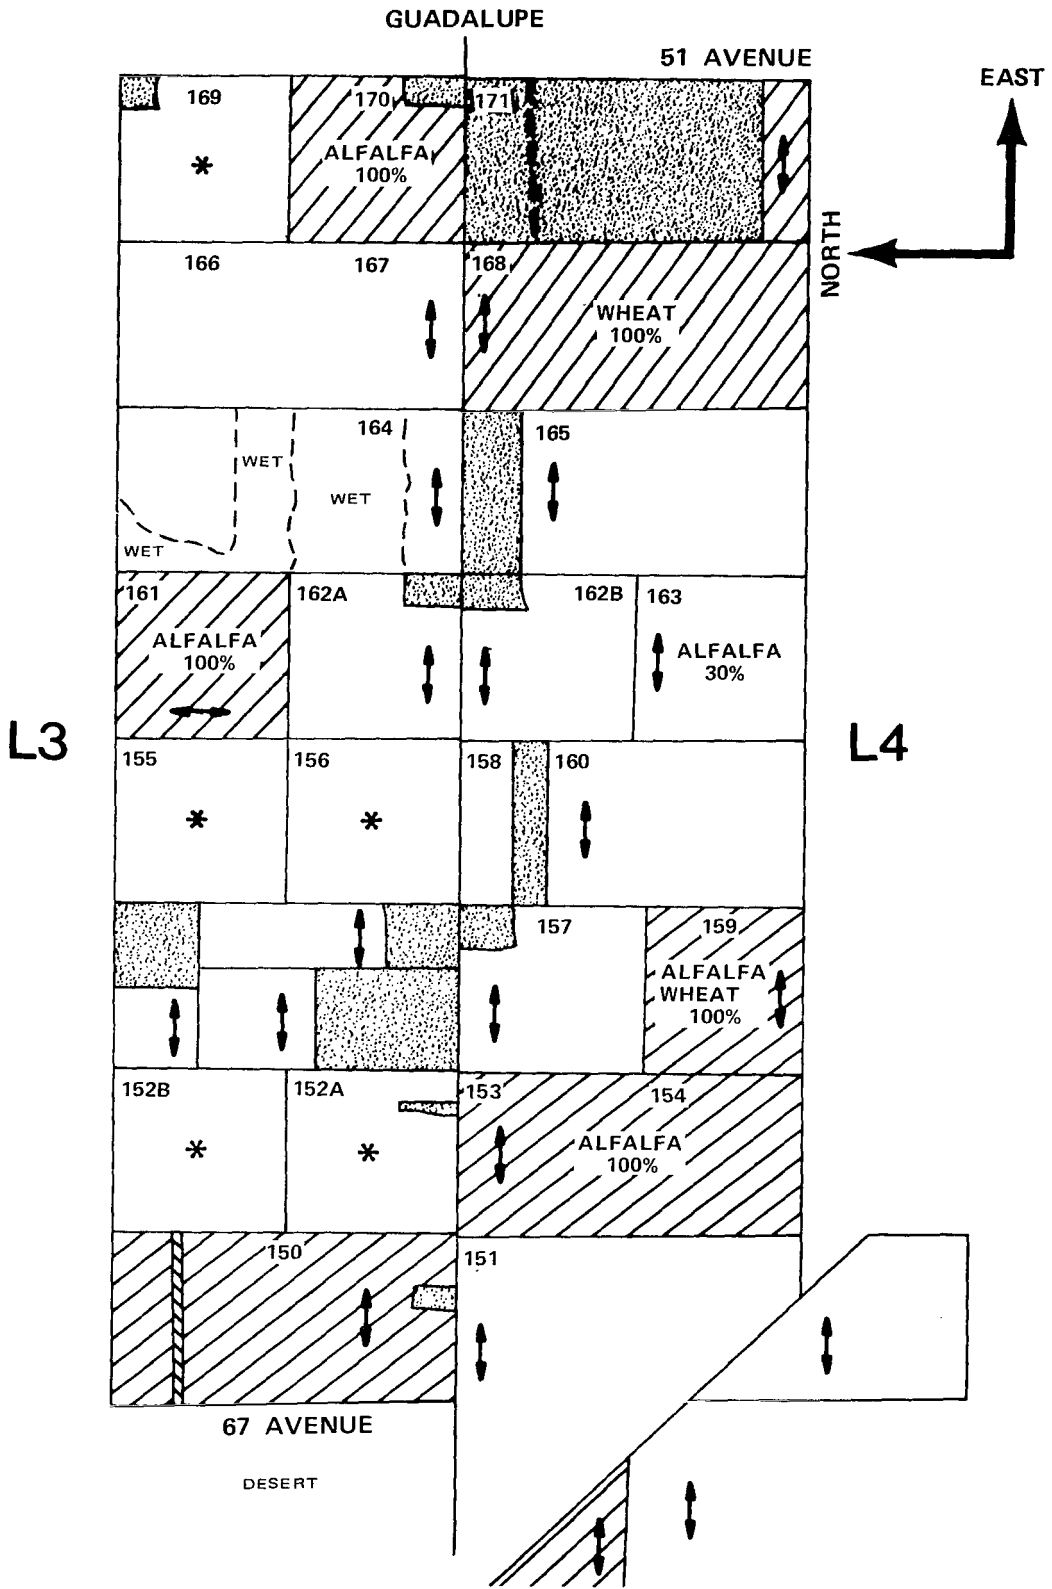 GUADALUPE
51 AVENUE
EAST
NORTH
169
170
171
ALFALFA
100%
*
166
167
168
WHEAT
100%
164
165
WET
WET
WET
161
162A
162B
163
ALFALFA
100%
ALFALFA
30%
L3
L4
155
156
158
160
*
*
157
159
ALFALFA
WHEAT
100%
152B
152A
153
154
*
*
ALFALFA
100%
150
151
67 AVENUE
DESERT